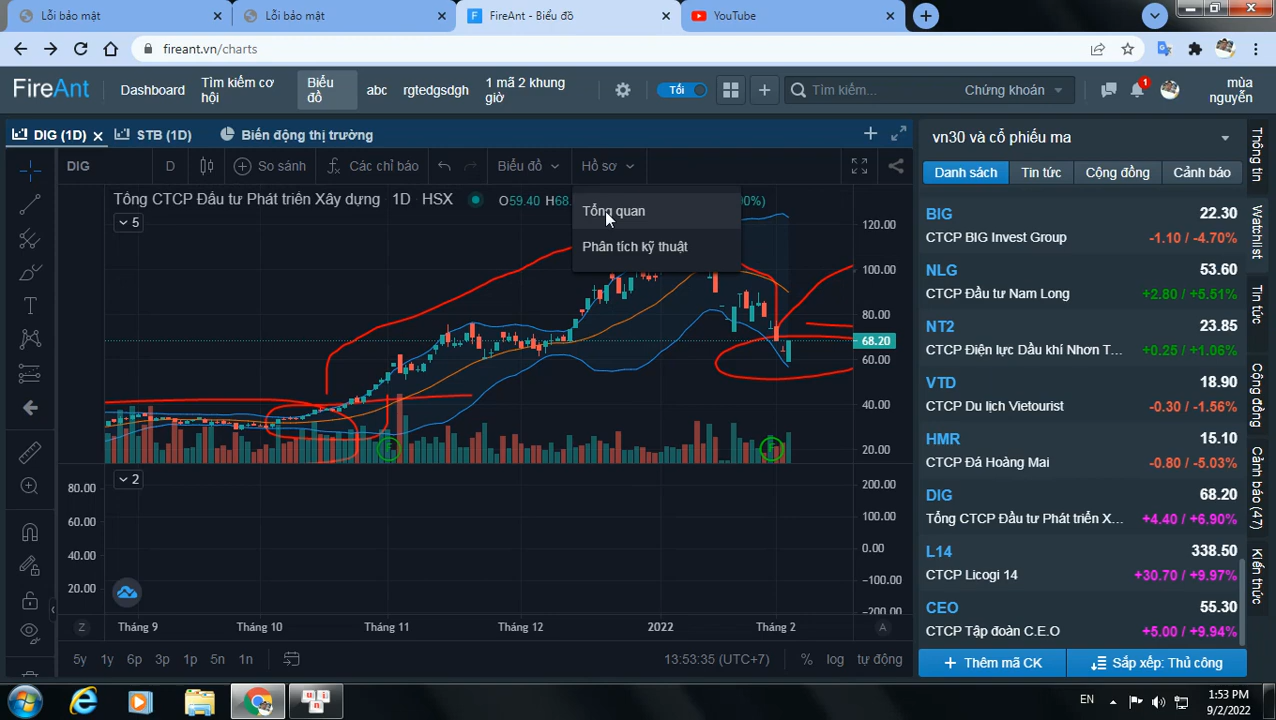 Lỗi bảo mật
Lỗi bảo mật
FireAnt - Biểu đồ
YouTube
fireant.vn/charts
FireAnt
Dashboard
Tìm kiếm cơ hội
Biểu đồ
abc
rgtedgsdgh
1 mã 2 khung giờ
Tối
Tìm kiếm...
Chứng khoán
1
mùa nguyễn
DIG (1D)
STB (1D)
Biến động thị trường
DIG
D
So sánh
Các chỉ báo
Biểu đồ
Hồ sơ
Tổng CTCP Đầu tư Phát triển Xây dựng 1D HSX
O59.40
5
Tổng quan
Phân tích kỹ thuật
120.00
100.00
80.00
68.20
60.00
40.00
20.00
F
F
2
80.00
60.00
40.00
20.00
200.00
100.00
0.00
-100.00
-200.00
Z
Tháng 9
Tháng 10
Tháng 11
Tháng 12
2022
Tháng 2
A
5y
1y
6p
3p
1p
5n
1n
13:53:35 (UTC+7)
%
log
tự động
vn30 và cổ phiếu ma
Danh sách
Tin tức
Cộng đồng
Cảnh báo
BIG 22.30
CTCP BIG Invest Group -1.10 / -4.70%
NLG 53.60
CTCP Đầu tư Nam Long +2.80 / +5.51%
NT2 23.85
CTCP Điện lực Dầu khí Nhơn T... +0.25 / +1.06%
VTD 18.90
CTCP Du lịch Vietourist -0.30 / -1.56%
HMR 15.10
CTCP Đá Hoàng Mai -0.80 / -5.03%
DIG 68.20
Tổng CTCP Đầu tư Phát triển X... +4.40 / +6.90%
L14 338.50
CTCP Licogi 14 +30.70 / +9.97%
CEO 55.30
CTCP Tập đoàn C.E.O +5.00 / +9.94%
Thêm mã CK
Sắp xếp: Thủ công
Thông tin
Watchlist
Tin tức
Cộng đồng
Cảnh báo (47)
Kiến thức
EN
1:53 PM
9/2/2022